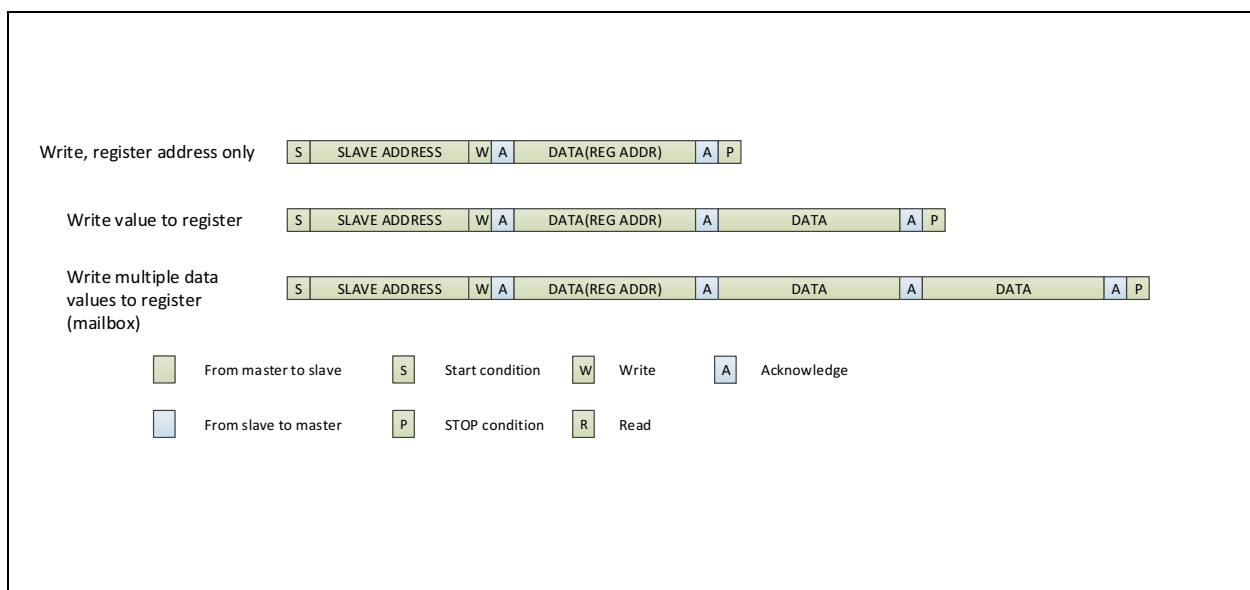 Write, register address only
S SLAVE ADDRESS W A DATA(REG ADDR) A P
Write value to register
S SLAVE ADDRESS W A DATA(REG ADDR) A DATA A P
Write multiple data
values to register
(mailbox)
S SLAVE ADDRESS W A DATA(REG ADDR) A DATA A DATA A P
From master to slave S Start condition W Write A Acknowledge
From slave to master P STOP condition R Read